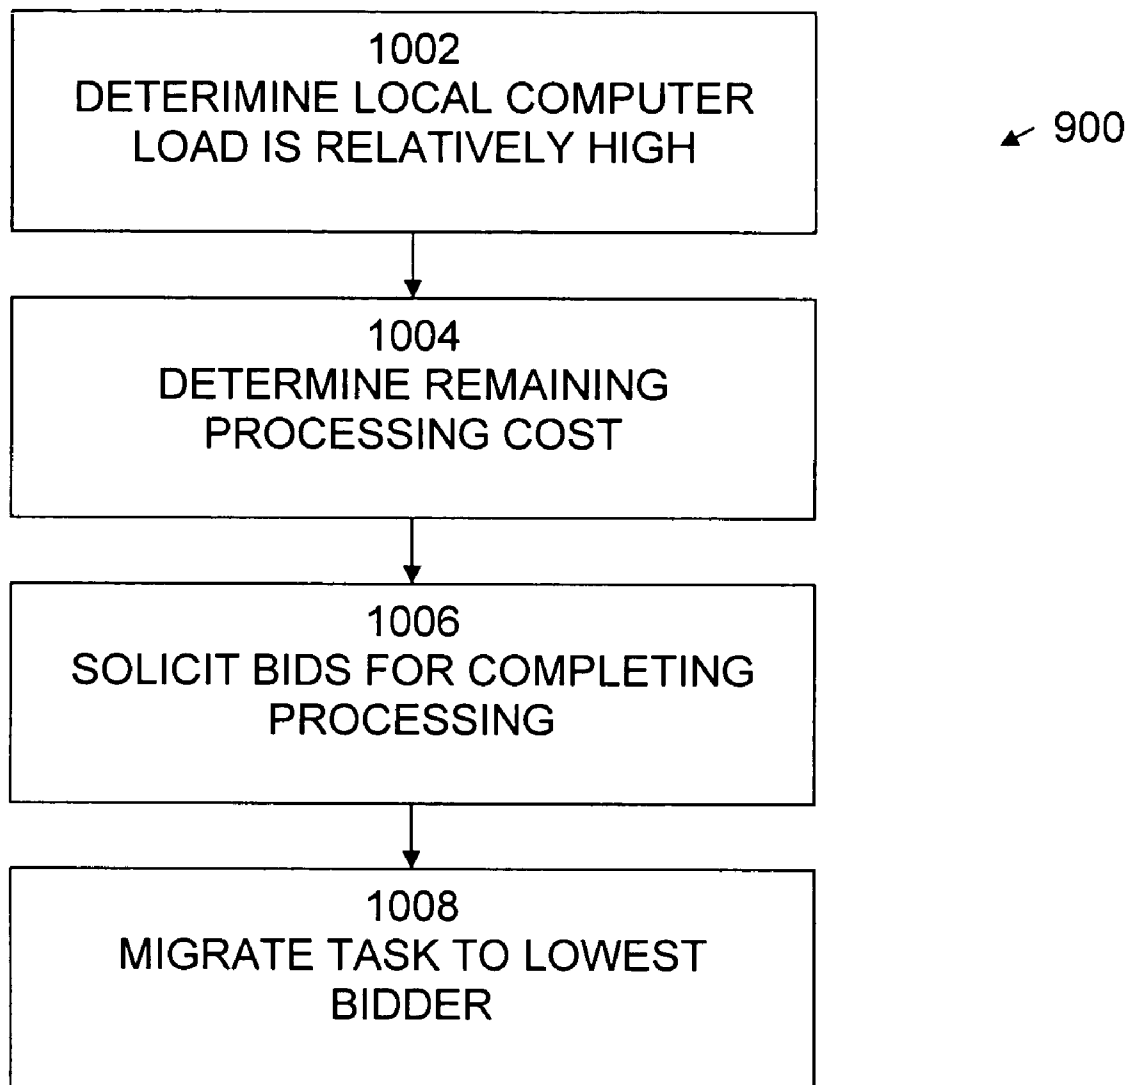 1002
DETERIMINE LOCAL COMPUTER
LOAD IS RELATIVELY HIGH
900
1004
DETERMINE REMAINING
PROCESSING COST
1006
SOLICIT BIDS FOR COMPLETING
PROCESSING
1008
MIGRATE TASK TO LOWEST
BIDDER